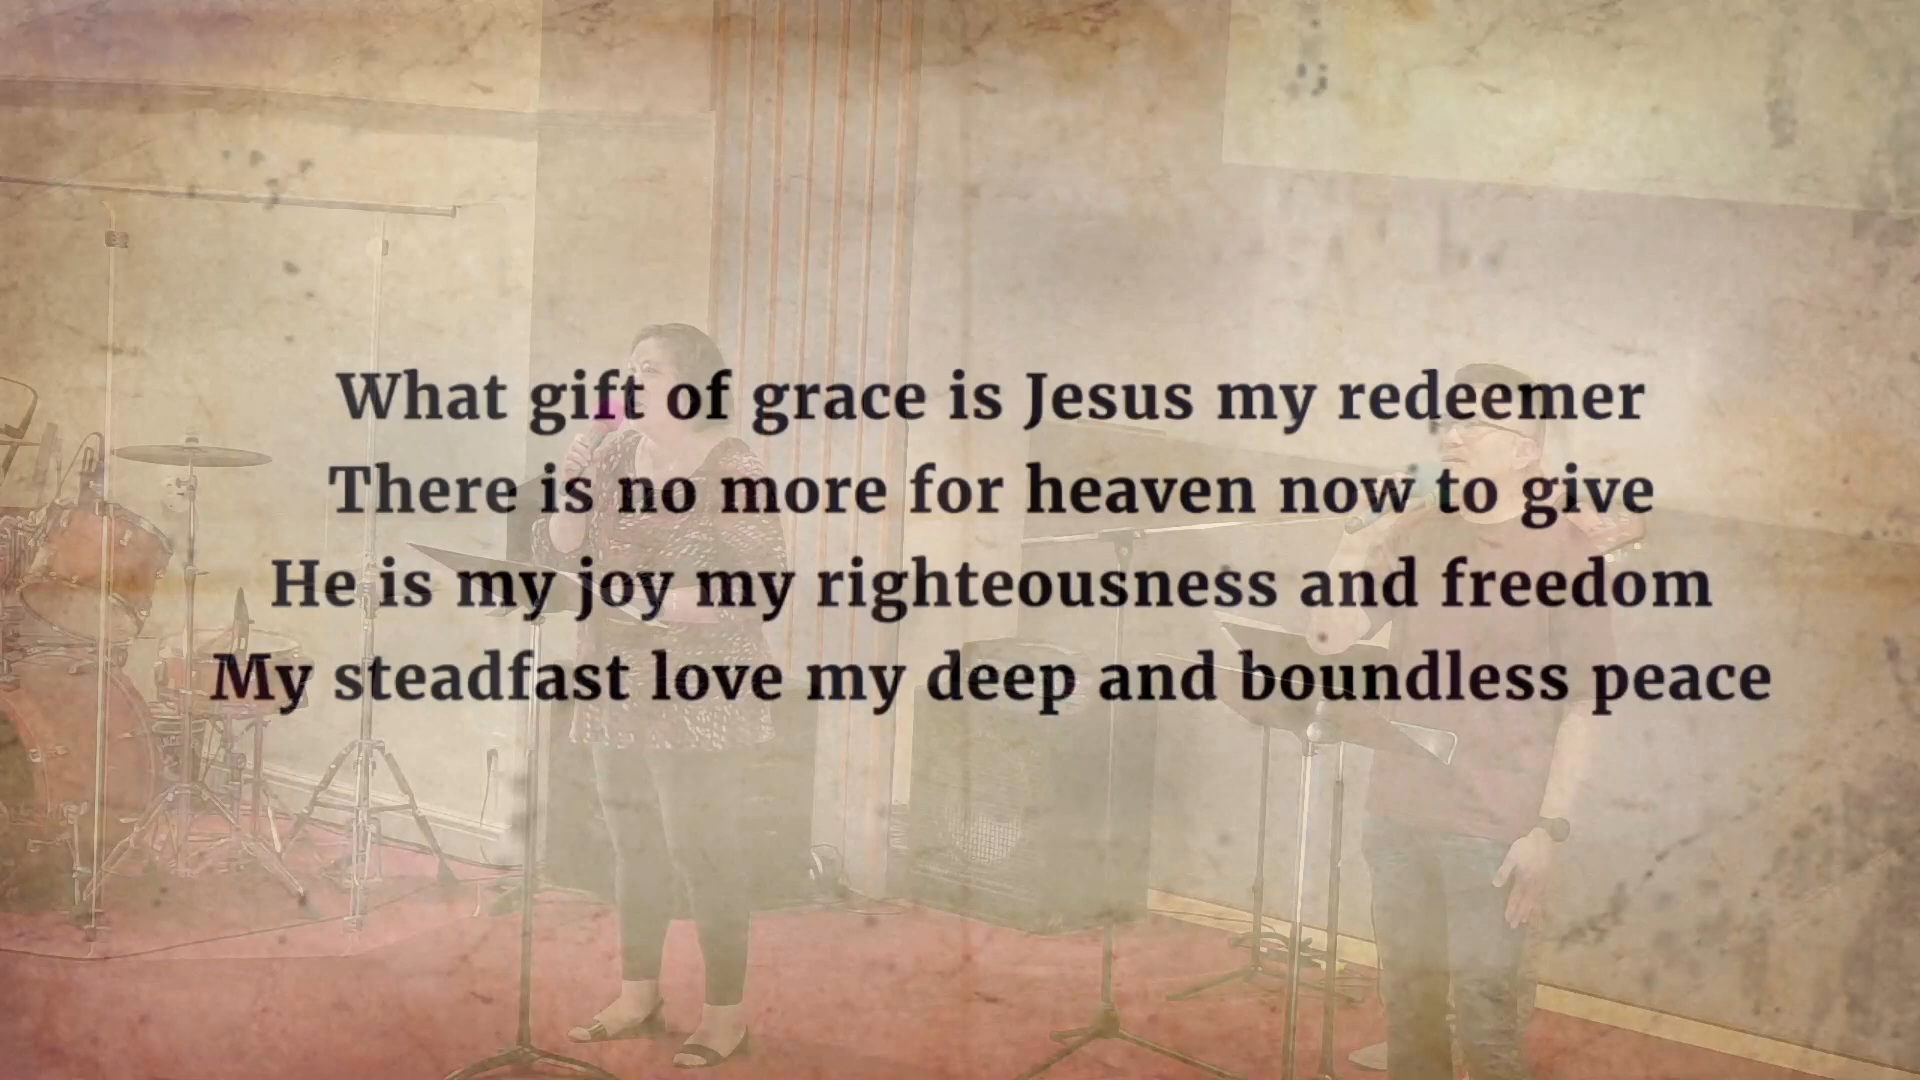 What gift of grace is Jesus my redeemer
There is no more for heaven now to give
He is my joy my righteousness and freedom
My steadfast love my deep and boundless peace